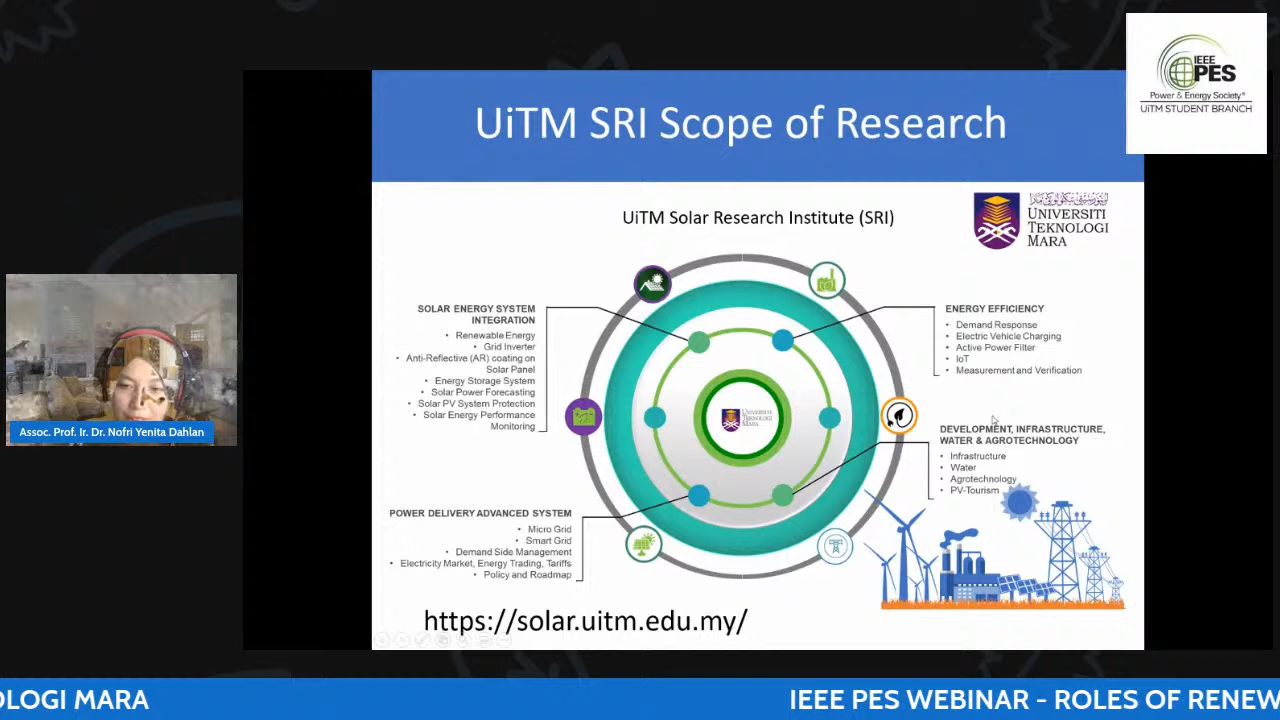 IEEE
PES
Power & Energy Society®
UiTM STUDENT BRANCH
UiTM SRI Scope of Research
UiTM Solar Research Institute (SRI)
UNIVERSITI
TEKNOLOGI
MARA
SOLAR ENERGY SYSTEM
INTEGRATION
• Renewable Energy
• Grid Inverter
• Anti-Reflective (AR) coating on
Solar Panel
• Energy Storage System
• Solar Power Forecasting
• Solar PV System Protection
• Solar Energy Performance
Monitoring
ENERGY EFFICIENCY
• Demand Response
• Electric Vehicle Charging
• Active Power Filter
• IoT
• Measurement and Verification
UNIVERSITI
TEKNOLOGI
MARA
DEVELOPMENT, INFRASTRUCTURE,
WATER & AGROTECHNOLOGY
• Infrastructure
• Water
• Agrotechnology
• PV-Tourism
POWER DELIVERY ADVANCED SYSTEM
• Micro Grid
• Smart Grid
• Demand Side Management
• Electricity Market, Energy Trading, Tariffs
• Policy and Roadmap
https://solar.uitm.edu.my/
Assoc. Prof. Ir. Dr. Nofri Yenita Dahlan
OLOGI MARA
IEEE PES WEBINAR - ROLES OF RENEW